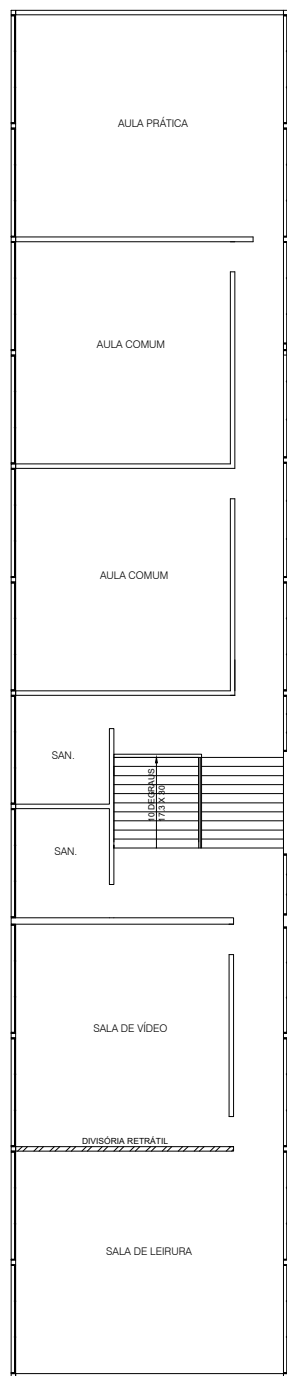 AULA PRÁTICA
AULA COMUM
AULA COMUM
SAN.
10 DEGRAUS
17.3 X 30
SAN.
SALA DE VÍDEO
DIVISÓRIA RETRÁTIL
SALA DE LEIRURA